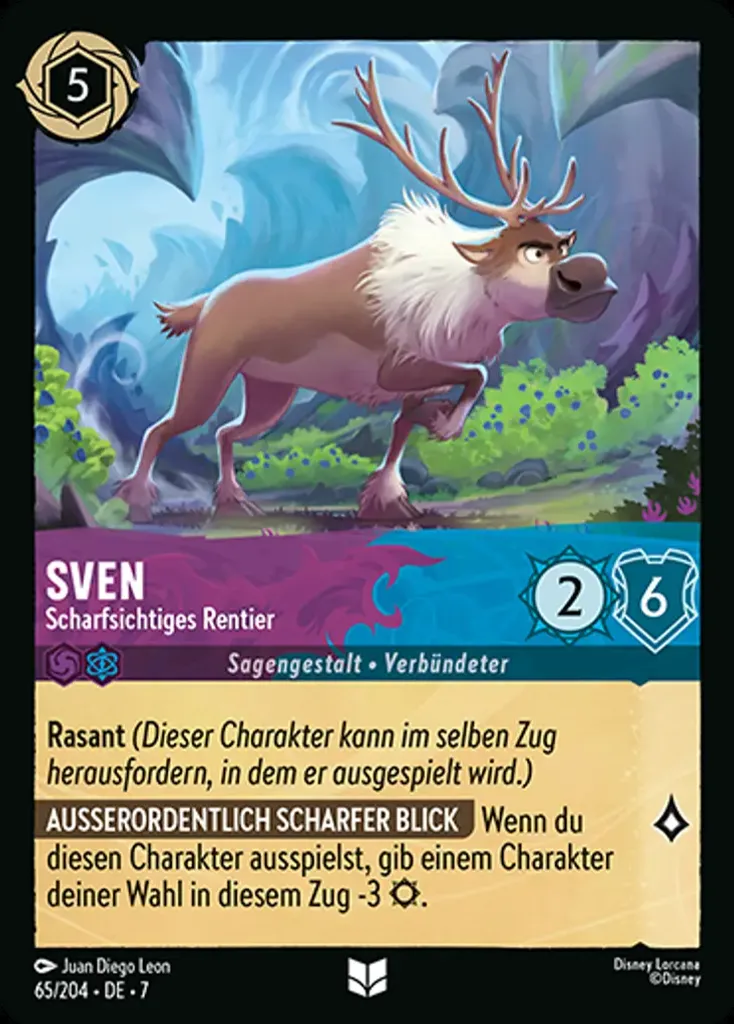 5
SVEN
Scharfsichtiges Rentier
2
6
Sagengestalt • Verbündeter
Rasant (Dieser Charakter kann im selben Zug
herausfordern, in dem er ausgespielt wird.)
AUSSERORDENTLICH SCHARFER BLICK Wenn du
diesen Charakter ausspielst, gib einem Charakter
deiner Wahl in diesem Zug -3 .
Juan Diego Leon
65/204 • DE • 7
Disney Lorcana
©Disney